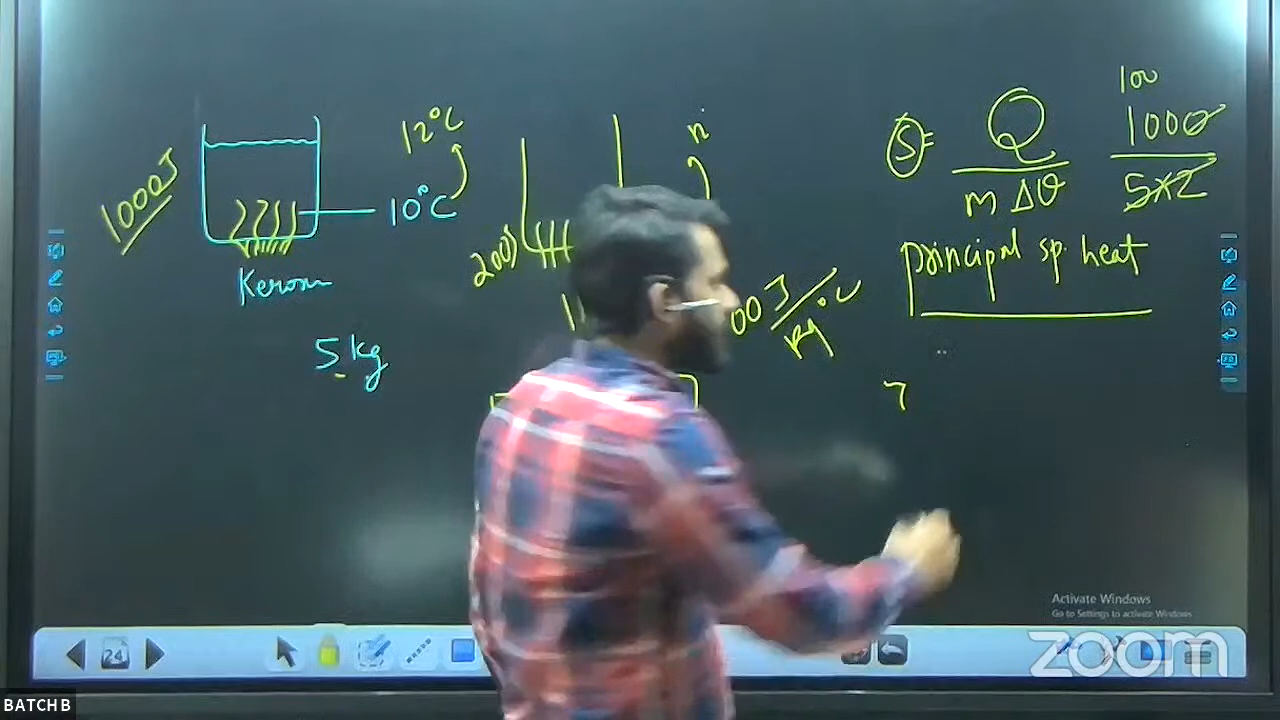 1000J
12°C
10°C
Kerosn
5 kg
200J
n
S = Q / m Δθ
100
1000 / 5×2
principal sp. heat
00 J / kg °C
Activate Windows
Go to Settings to activate Windows
zoom
24
BATCH B